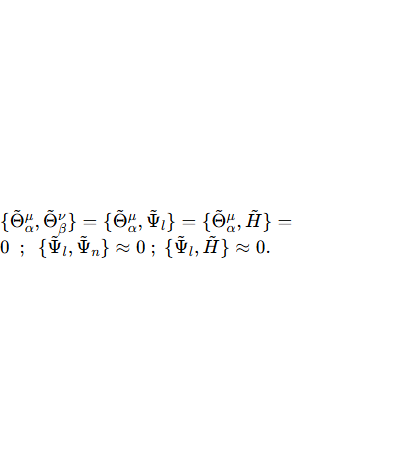 {Θ̃^μ_α, Θ̃^ν_β} = {Θ̃^μ_α, Ψ̃_l} = {Θ̃^μ_α, H̃} =
0 ; {Ψ̃_l, Ψ̃_n} ≈ 0 ; {Ψ̃_l, H̃} ≈ 0.